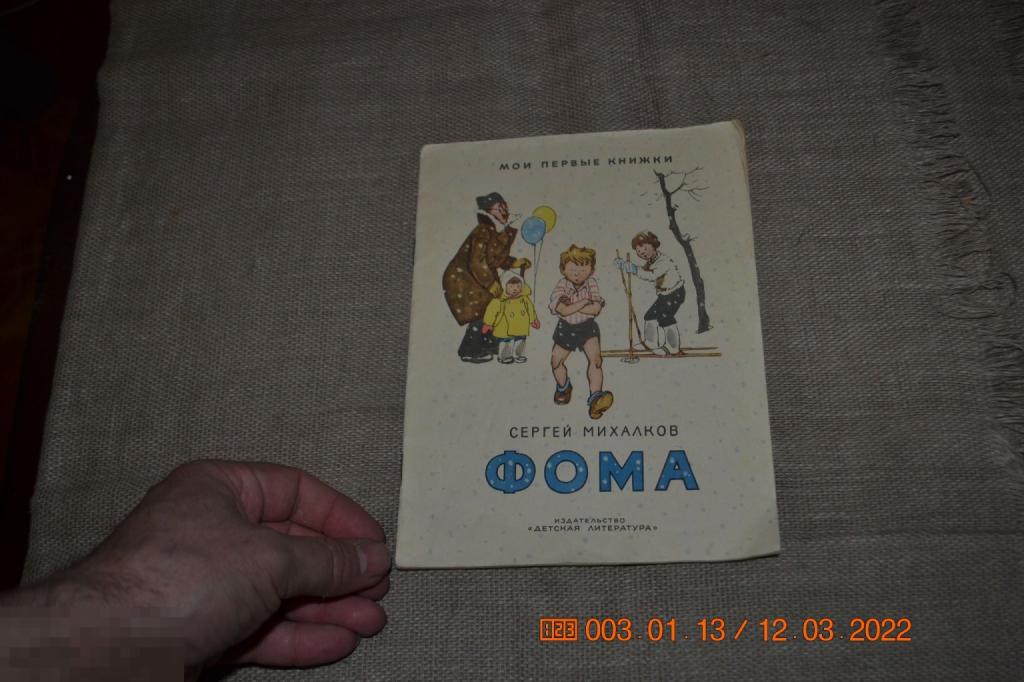 МОИ ПЕРВЫЕ КНИЖКИ
СЕРГЕЙ МИХАЛКОВ
ФОМА
ИЗДАТЕЛЬСТВО
«ДЕТСКАЯ ЛИТЕРАТУРА»
123 003.01.13 / 12.03.2022